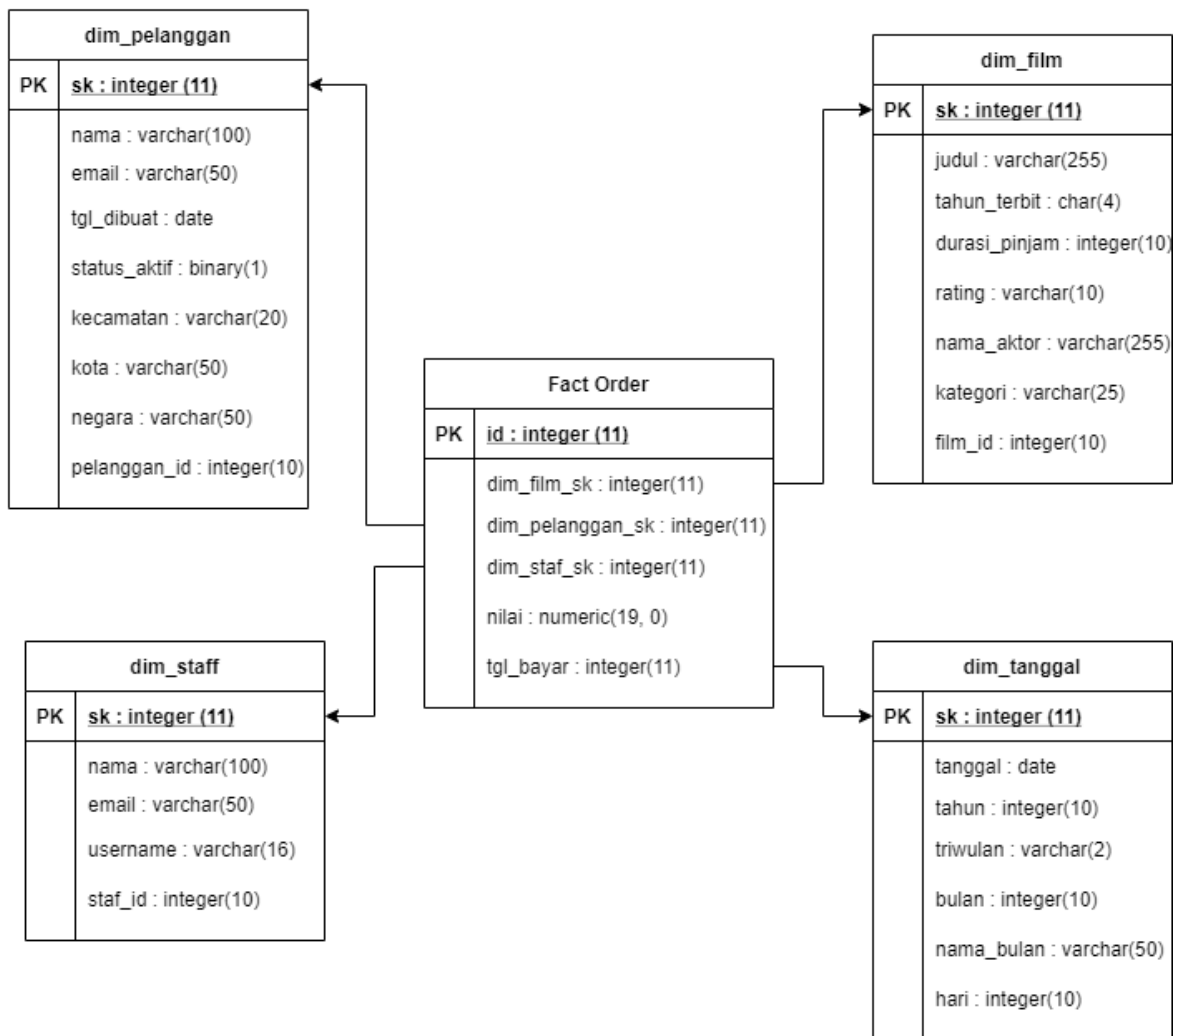 dim_pelanggan
PK sk : integer (11)
nama : varchar(100)
email : varchar(50)
tgl_dibuat : date
status_aktif : binary(1)
kecamatan : varchar(20)
kota : varchar(50)
negara : varchar(50)
pelanggan_id : integer(10)
dim_film
PK sk : integer (11)
judul : varchar(255)
tahun_terbit : char(4)
durasi_pinjam : integer(10)
rating : varchar(10)
nama_aktor : varchar(255)
kategori : varchar(25)
film_id : integer(10)
Fact Order
PK id : integer (11)
dim_film_sk : integer(11)
dim_pelanggan_sk : integer(11)
dim_staf_sk : integer(11)
nilai : numeric(19, 0)
tgl_bayar : integer(11)
dim_staff
PK sk : integer (11)
nama : varchar(100)
email : varchar(50)
username : varchar(16)
staf_id : integer(10)
dim_tanggal
PK sk : integer (11)
tanggal : date
tahun : integer(10)
triwulan : varchar(2)
bulan : integer(10)
nama_bulan : varchar(50)
hari : integer(10)